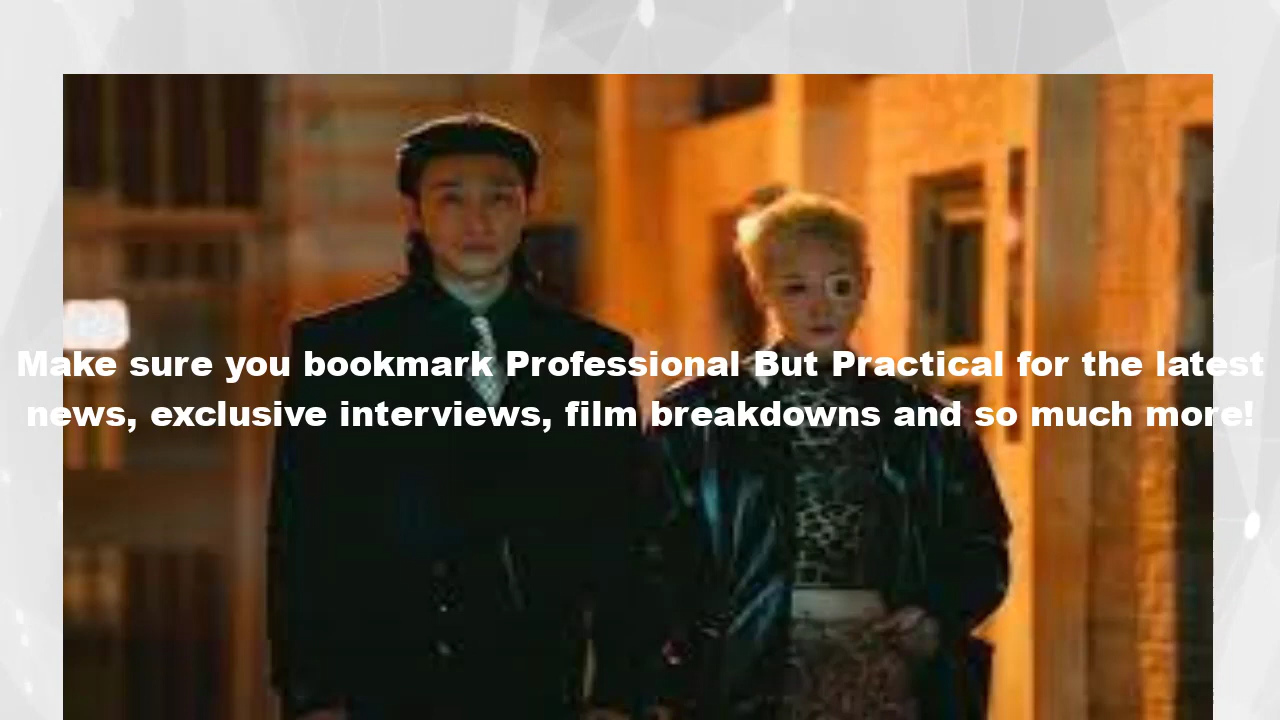 Make sure you bookmark Professional But Practical for the latest
news, exclusive interviews, film breakdowns and so much more!